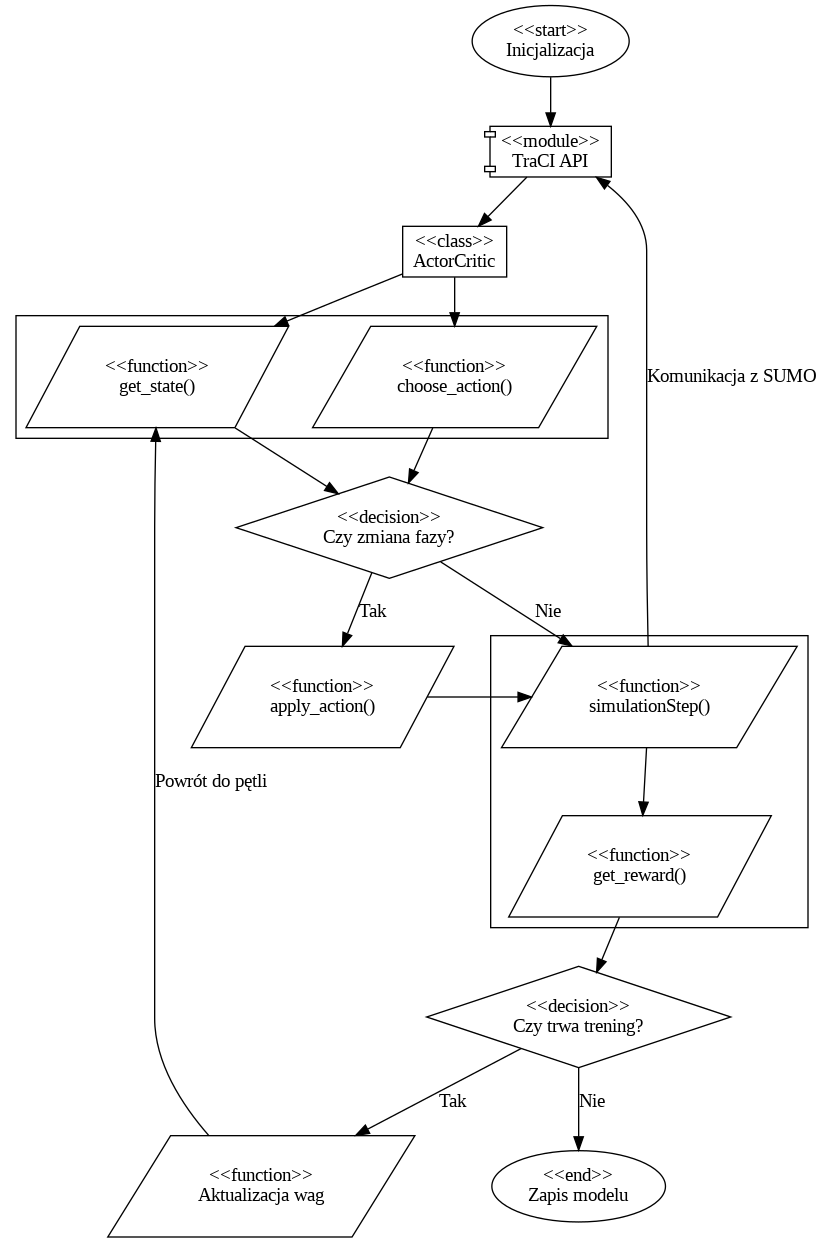 <<start>>
Inicjalizacja
<<module>>
TraCI API
<<class>>
ActorCritic
<<function>>
get_state()
<<function>>
choose_action()
Komunikacja z SUMO
<<decision>>
Czy zmiana fazy?
Tak
Nie
<<function>>
apply_action()
<<function>>
simulationStep()
Powrót do pętli
<<function>>
get_reward()
<<decision>>
Czy trwa trening?
Tak
Nie
<<function>>
Aktualizacja wag
<<end>>
Zapis modelu